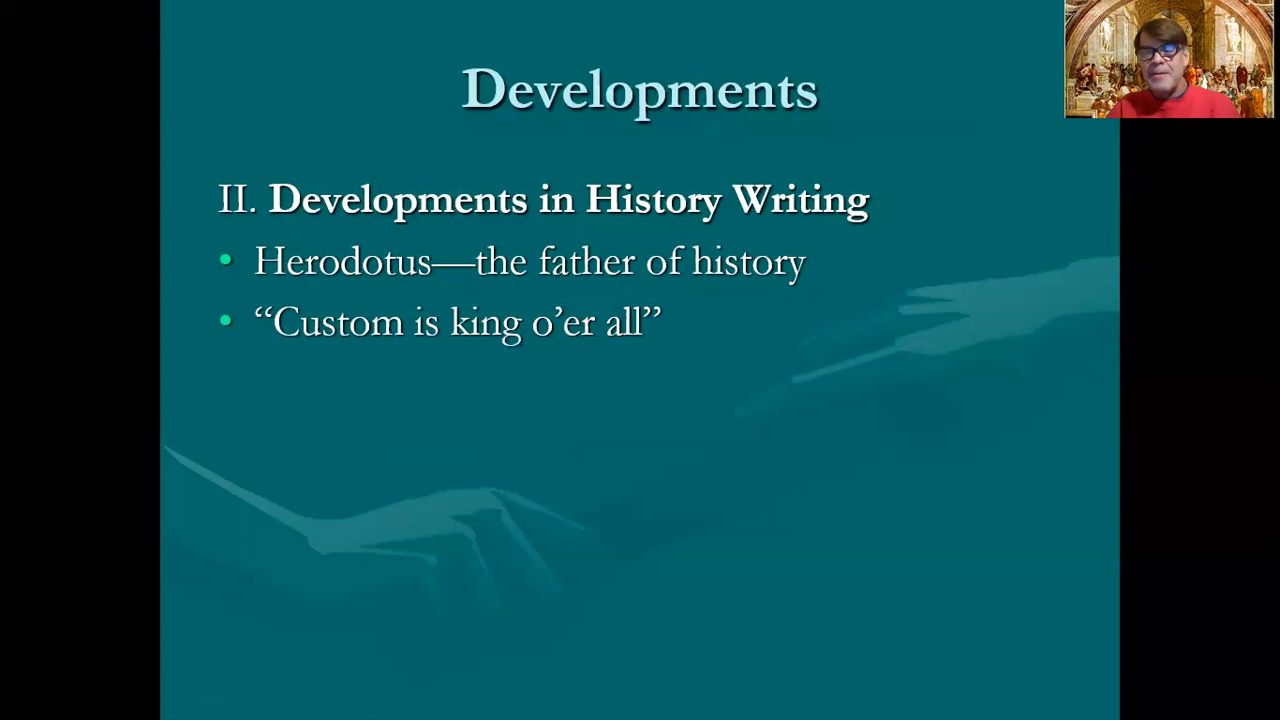 Developments
II. Developments in History Writing
• Herodotus—the father of history
• “Custom is king o’er all”